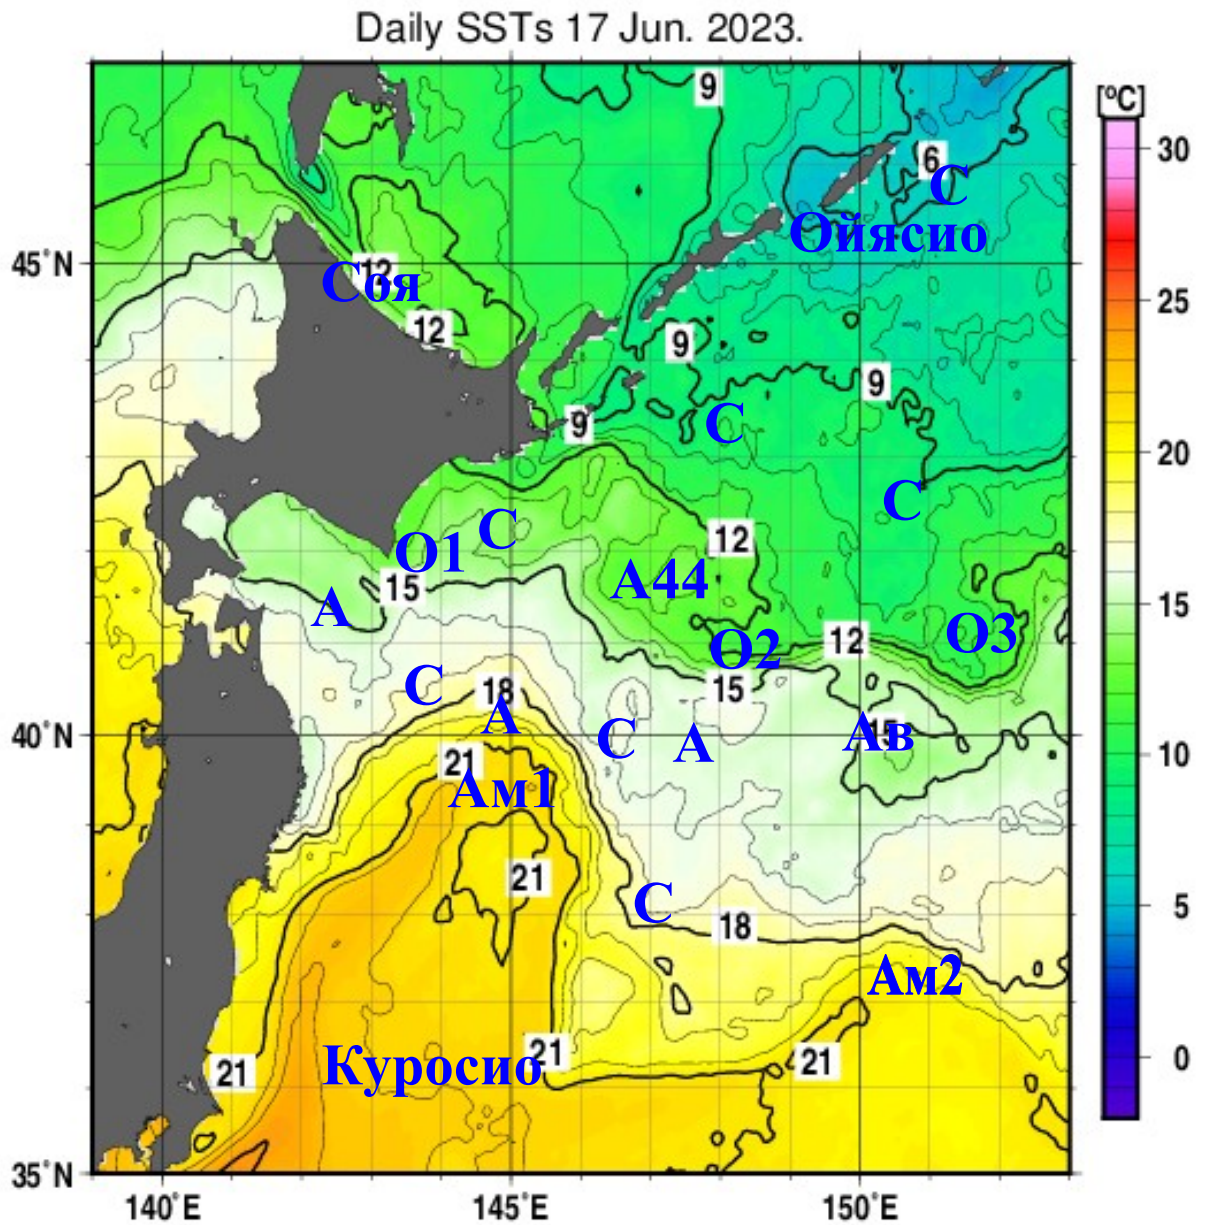 Daily SSTs 17 Jun. 2023.
[°C]
9
30
6
С
Ойясио
45°N
12
Соя
25
12
9
9
С
9
20
С
С
12
О1
А44
15
15
А
О3
12
О2
С
18
15
А
40°N
С
А
Ав
15
21
10
Ам1
21
С
5
18
Ам2
21
21
Куросио
21
0
35°N
140°E
145°E
150°E